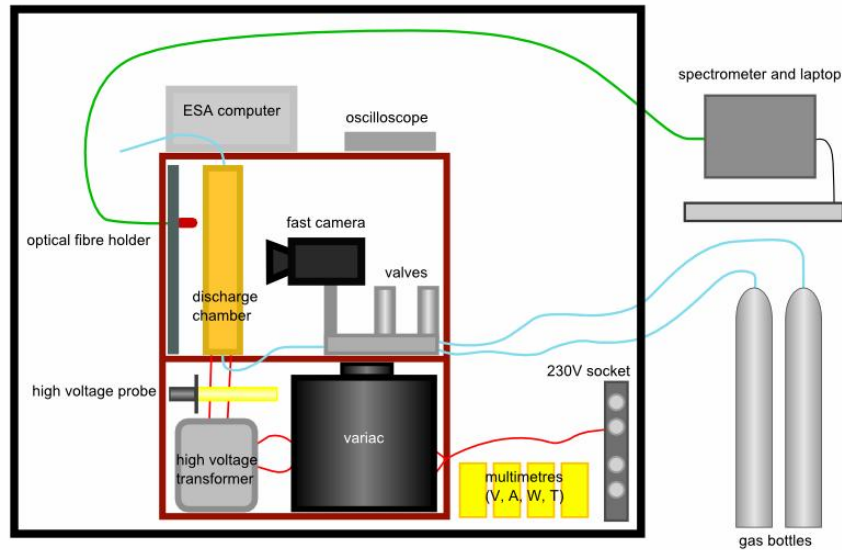 spectrometer and laptop
ESA computer
oscilloscope
fast camera
optical fibre holder
valves
discharge
chamber
230V socket
high voltage probe
variac
high voltage
transformer
multimetres
(V, A, W, T)
gas bottles